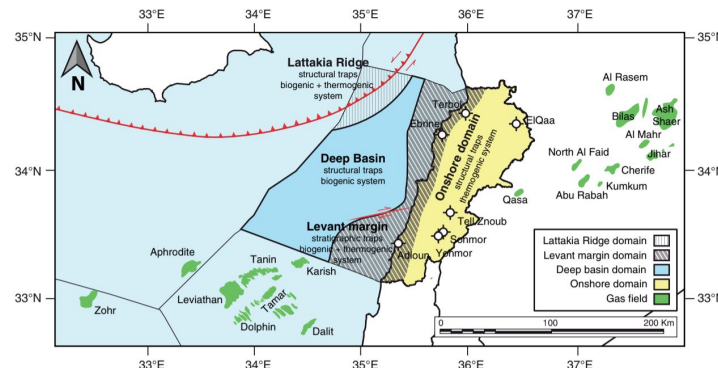 33°E 34°E 35°E 36°E 37°E
35°N 35°N
N
Lattakia Ridge
structural traps
biogenic + thermogenic
system
Al Rasem
Terbol
Ash
Shaer
Bilas
ElQaa
Ebrine
Al Mahr
Onshore domain
structural traps
thermogenic system
Deep Basin
structural traps
biogenic system
North Al Faid
Jihar
34°N 34°N
Cherife
Kumkum
Abu Rabah
Qasa
Levant margin
stratigraphic traps
biogenic + thermogenic
system
Tell Znoub
Sohmor
Yohmor
Adloun
Aphrodite
Tanin
Karish
Leviathan
Tamar
Zohr
Dolphin
Dalit
33°N 33°N
Lattakia Ridge domain
Levant margin domain
Deep basin domain
Onshore domain
Gas field
0 100 200 Km
33°E 34°E 35°E 36°E 37°E